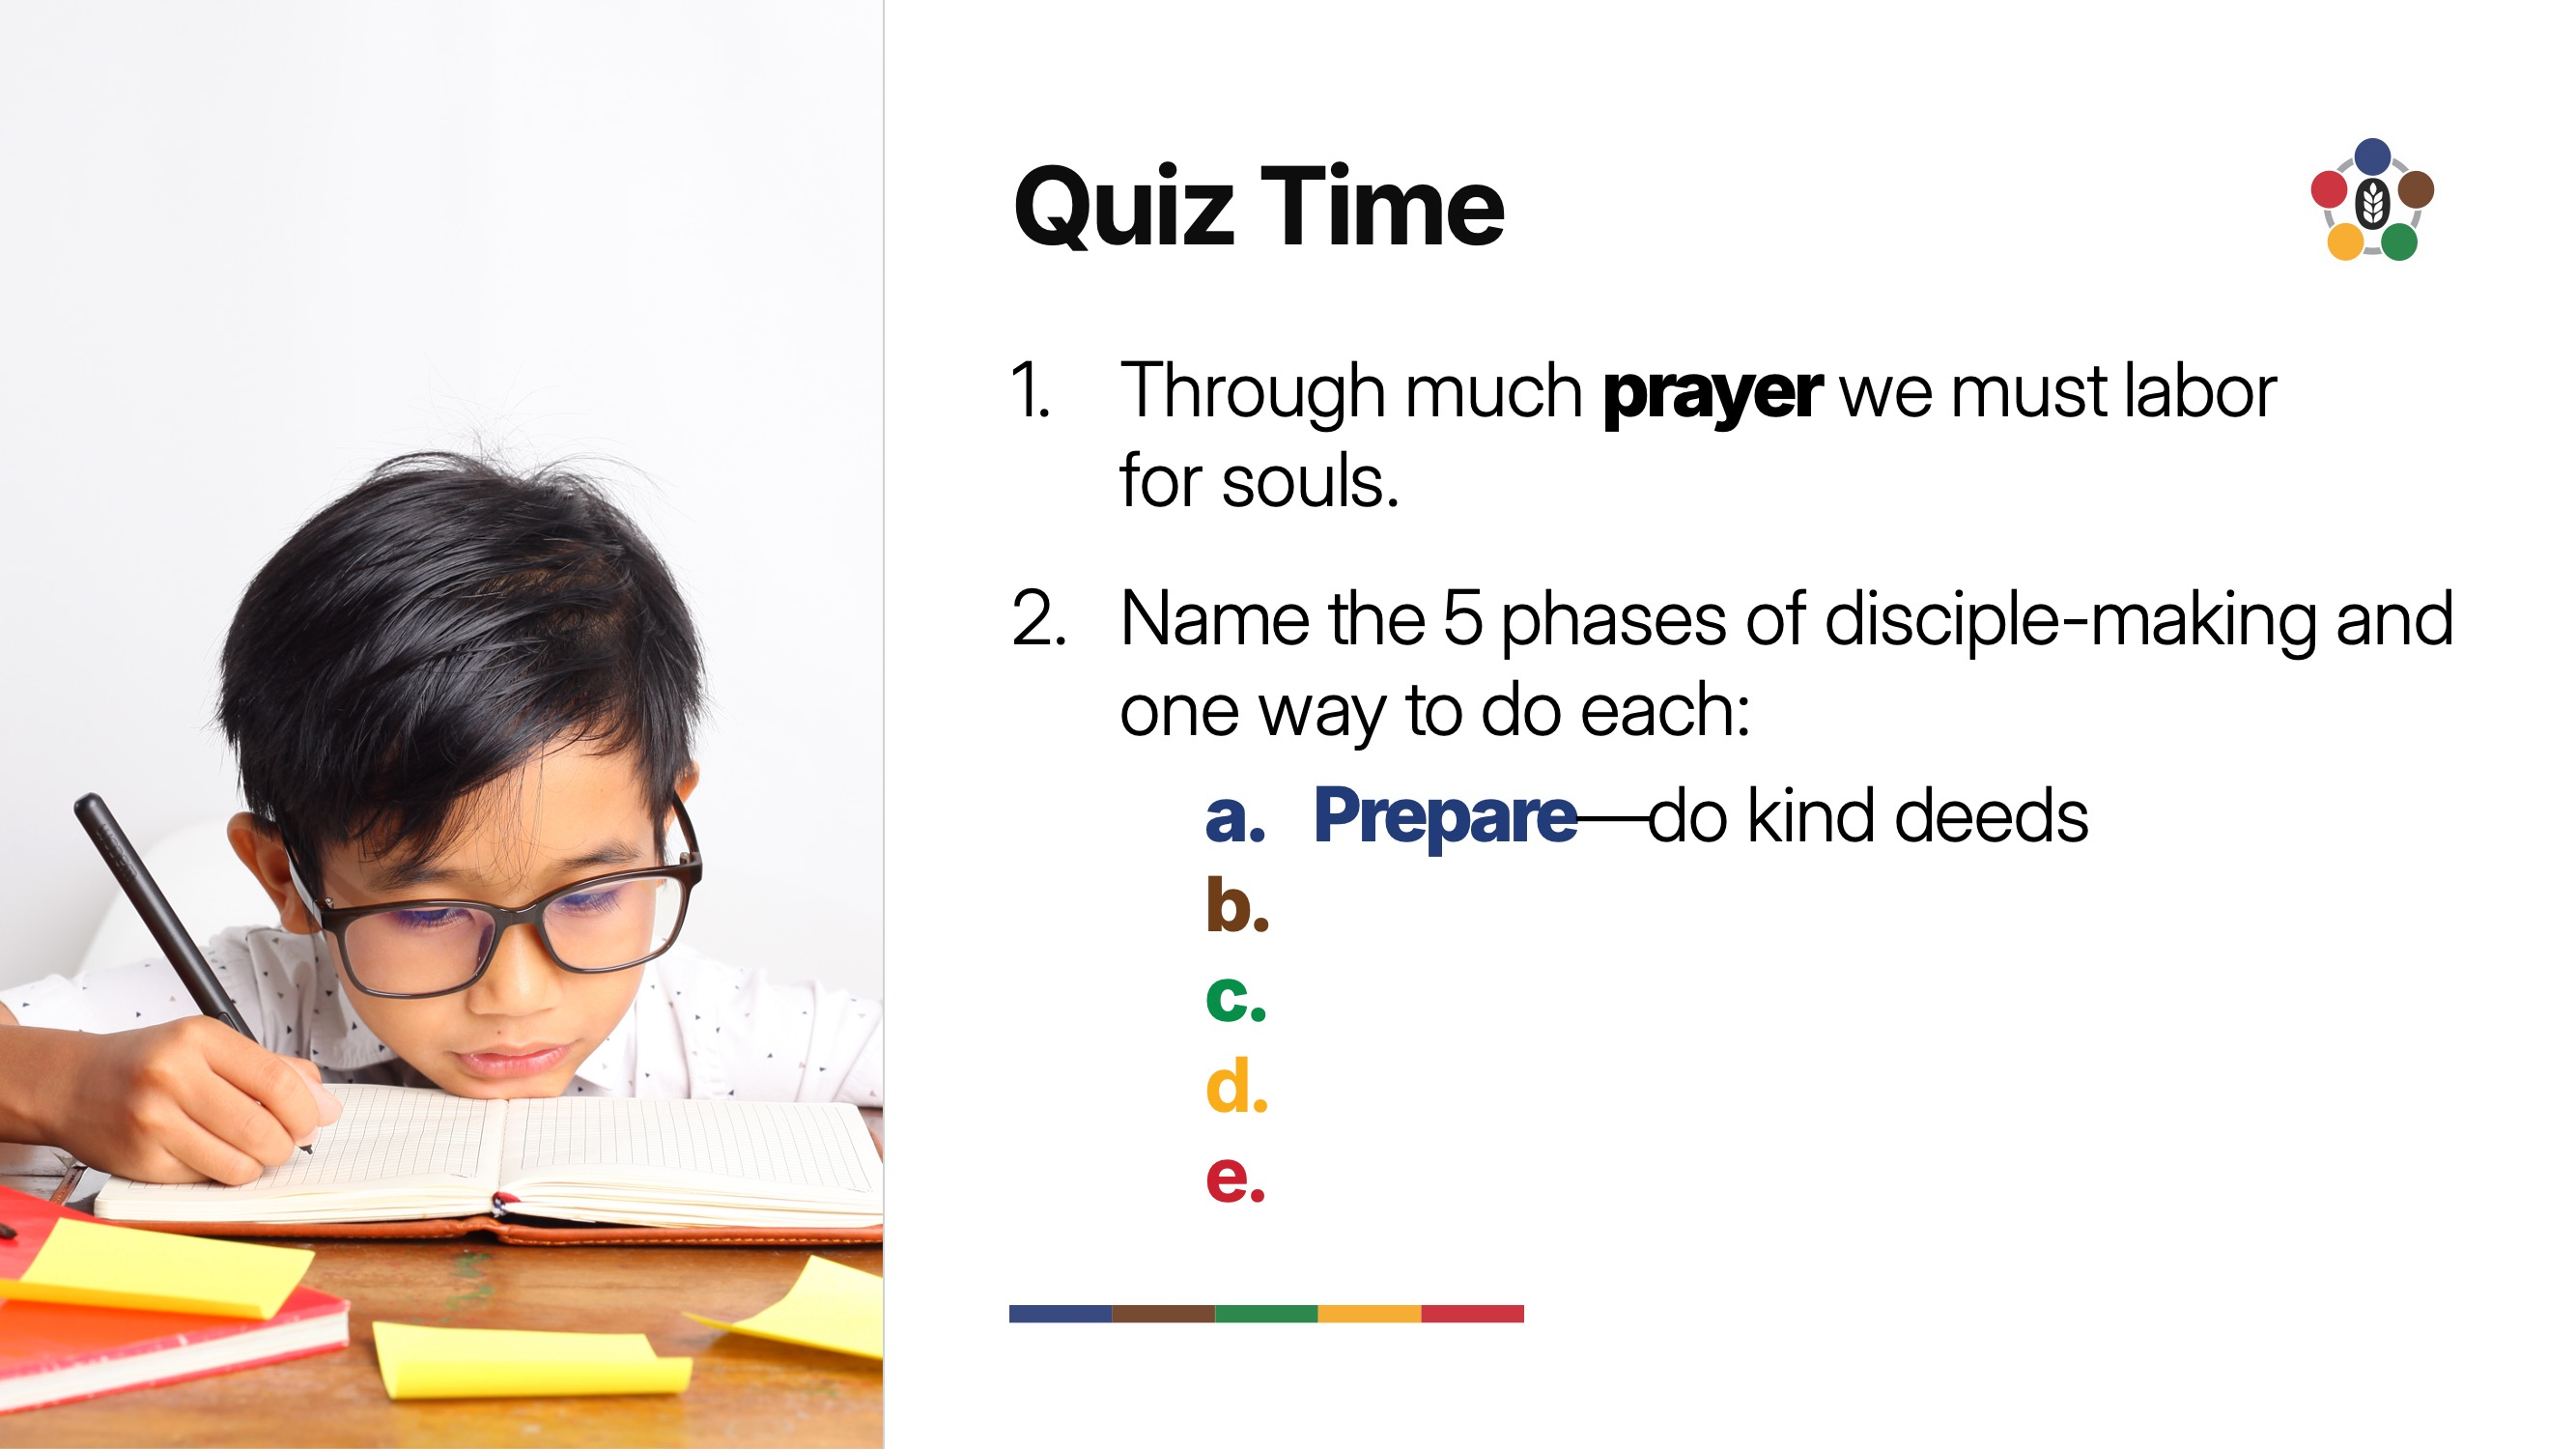 Quiz Time
1. Through much prayer we must labor
for souls.
2. Name the 5 phases of disciple-making and
one way to do each:
a. Prepare—do kind deeds
b.
c.
d.
e.